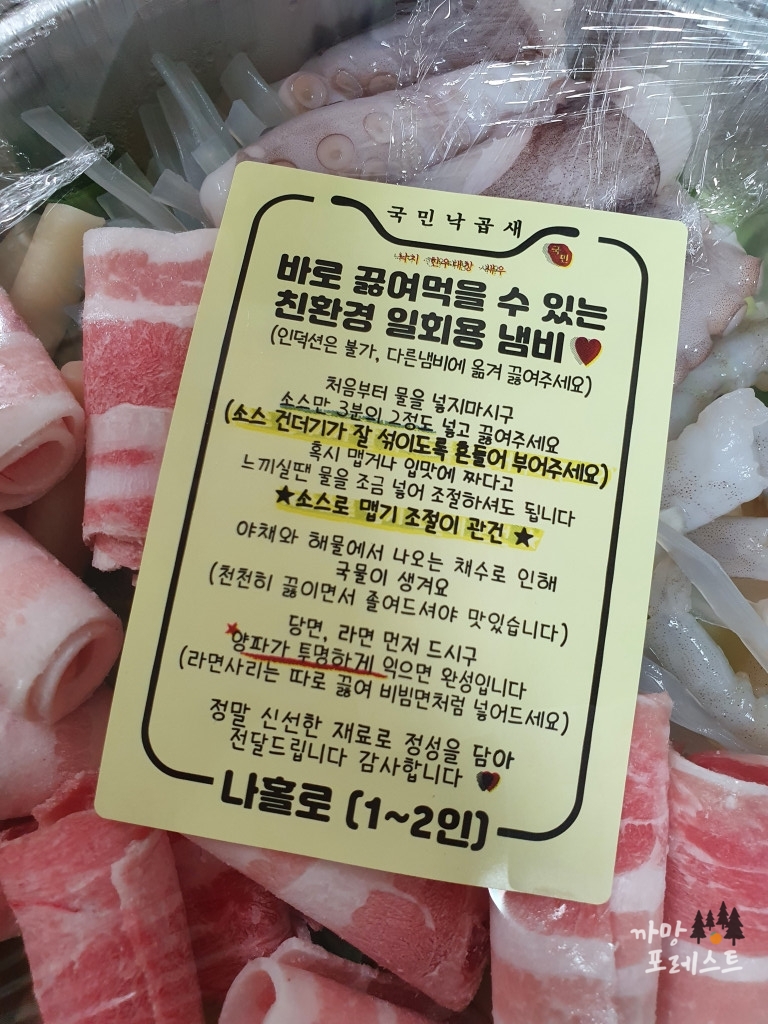 국민낙곱새
국민
낙지 한우대창 새우
바로 끓여먹을 수 있는
친환경 일회용 냄비
(인덕션은 불가, 다른냄비에 옮겨 끓여주세요)
처음부터 물을 넣지마시구
소스만 3분의 2정도 넣고 끓여주세요
(소스 건더기가 잘 섞이도록 흔들어 부어주세요)
혹시 맵거나 입맛에 짜다고
느끼실땐 물을 조금 넣어 조절하셔도 됩니다
★소스로 맵기 조절이 관건★
야채와 해물에서 나오는 채수로 인해
국물이 생겨요
(천천히 끓이면서 졸여드셔야 맛있습니다)
당면, 라면 먼저 드시구
양파가 투명하게 익으면 완성입니다
(라면사리는 따로 끓여 비빔면처럼 넣어드세요)
정말 신선한 재료로 정성을 담아
전달드립니다 감사합니다
나홀로 (1~2인)
까망
포레스트